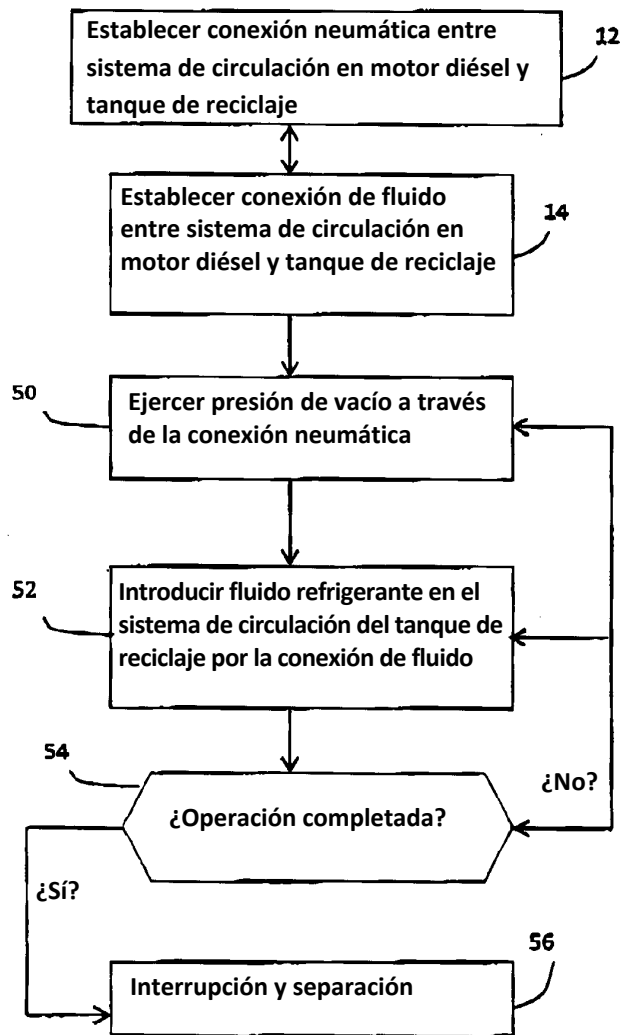 Establecer conexión neumática entre
sistema de circulación en motor diésel y
tanque de reciclaje
12
Establecer conexión de fluido
entre sistema de circulación en
motor diésel y tanque de reciclaje
14
50
Ejercer presión de vacío a través
de la conexión neumática
52
Introducir fluido refrigerante en el
sistema de circulación del tanque de
reciclaje por la conexión de fluido
54
¿Operación completada?
¿No?
¿Sí?
56
Interrupción y separación